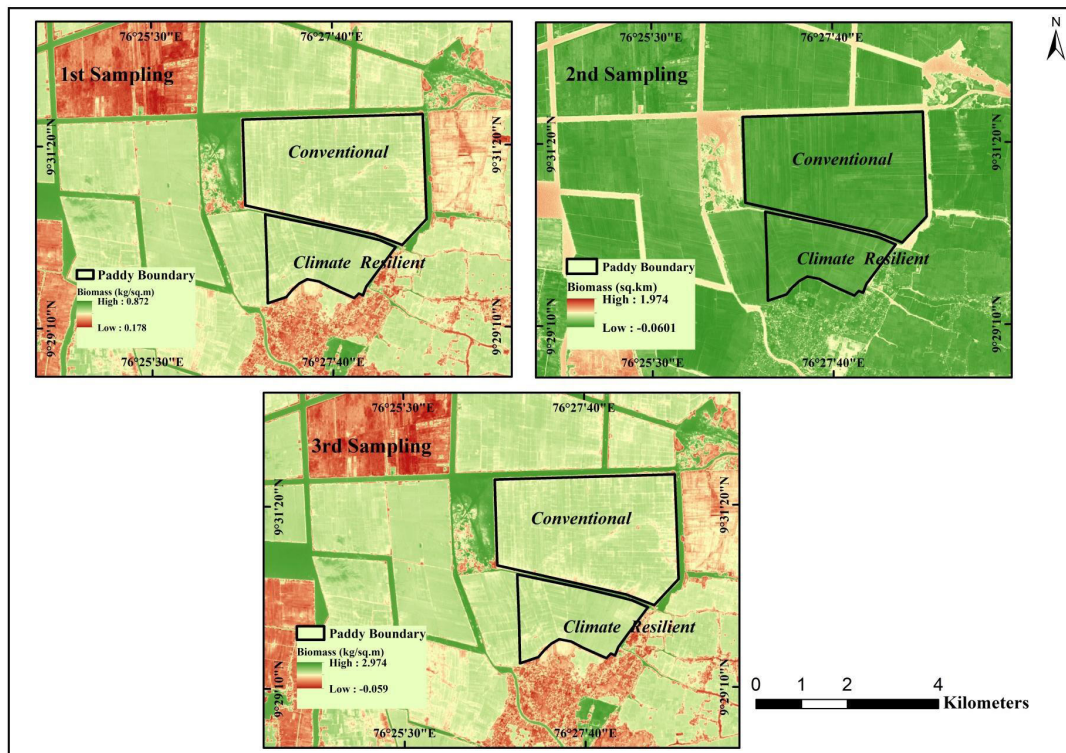 N
76°25'30"E
76°27'40"E
1st Sampling
9°31'20"N
9°31'20"N
Conventional
Climate Resilient
Paddy Boundary
Biomass (kg/sq.m)
High : 0.872
Low : 0.178
9°29'10"N
9°29'10"N
76°25'30"E
76°27'40"E
76°25'30"E
76°27'40"E
2nd Sampling
9°31'20"N
9°31'20"N
Conventional
Climate Resilient
Paddy Boundary
Biomass (sq.km)
High : 1.974
Low : -0.0601
9°29'10"N
9°29'10"N
76°25'30"E
76°27'40"E
76°25'30"E
76°27'40"E
3rd Sampling
9°31'20"N
9°31'20"N
Conventional
Climate Resilient
Paddy Boundary
Biomass (kg/sq.m)
High : 2.974
Low : -0.059
9°29'10"N
9°29'10"N
76°25'30"E
76°27'40"E
0 1 2 4
Kilometers